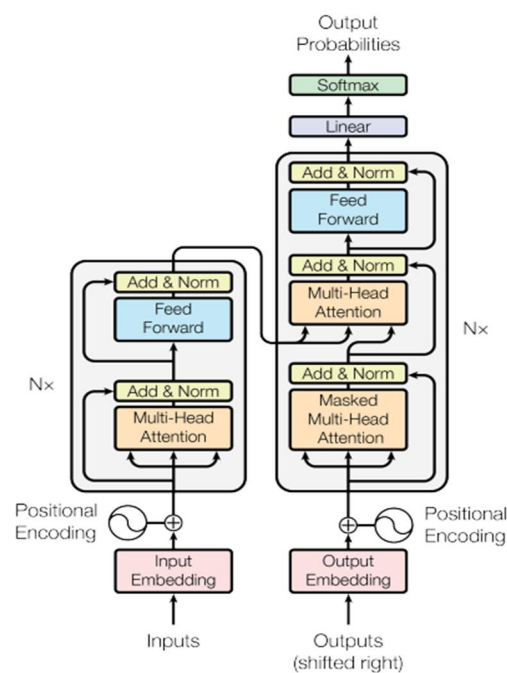 Output
Probabilities
Softmax
Linear
Add & Norm
Feed
Forward
Add & Norm
Multi-Head
Attention
Add & Norm
Masked
Multi-Head
Attention
N×
Positional
Encoding
Output
Embedding
Outputs
(shifted right)
Add & Norm
Feed
Forward
N×
Add & Norm
Multi-Head
Attention
Positional
Encoding
Input
Embedding
Inputs